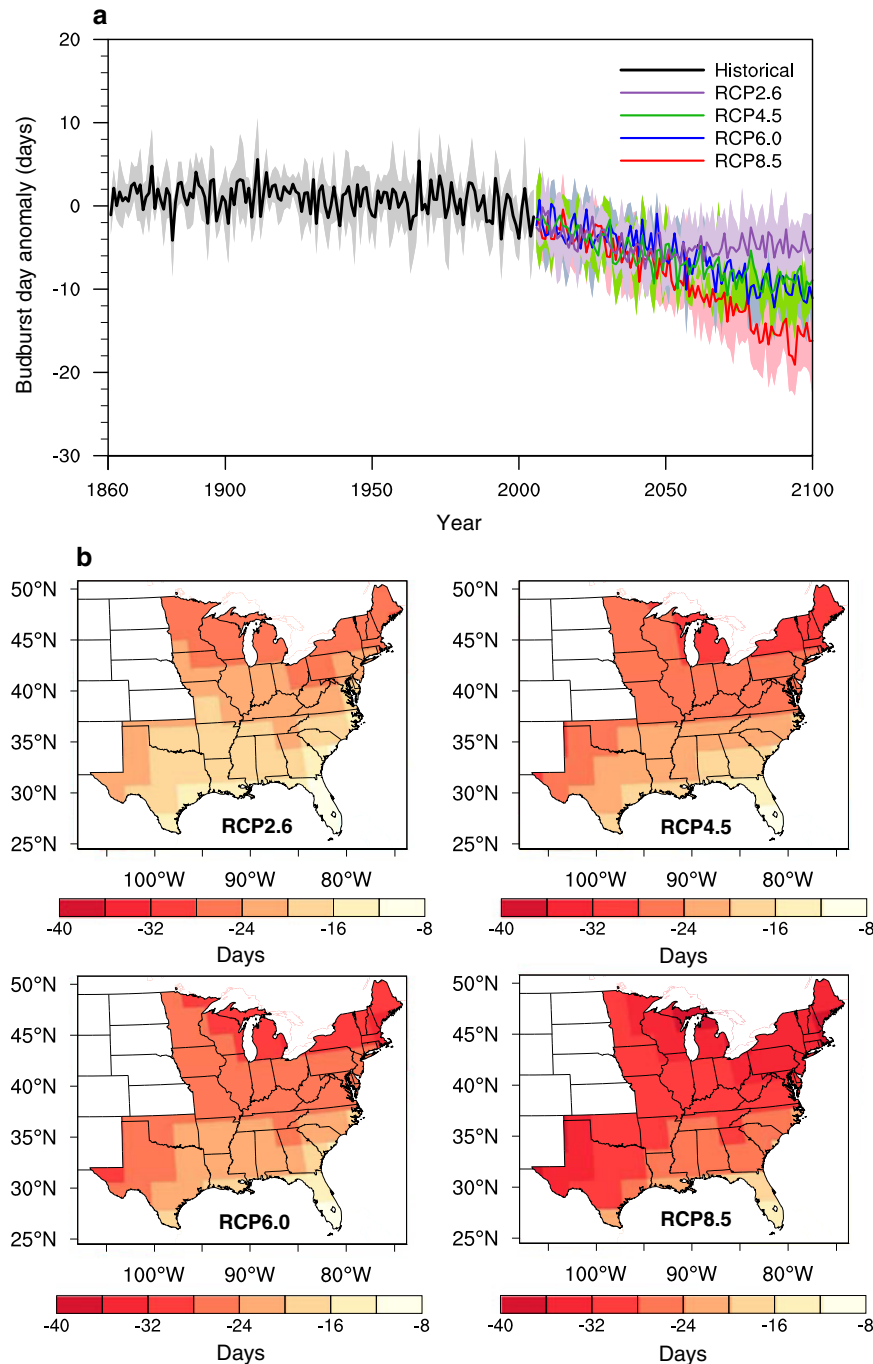 a
20
10
0
-10
-20
-30
Budburst day anomaly (days)
Historical
RCP2.6
RCP4.5
RCP6.0
RCP8.5
1860 1900 1950 2000 2050 2100
Year
b
50°N
45°N
40°N
35°N
30°N
25°N
RCP2.6
100°W 90°W 80°W
-40 -32 -24 -16 -8
Days
50°N
45°N
40°N
35°N
30°N
25°N
RCP4.5
100°W 90°W 80°W
-40 -32 -24 -16 -8
Days
50°N
45°N
40°N
35°N
30°N
25°N
RCP6.0
100°W 90°W 80°W
-40 -32 -24 -16 -8
Days
50°N
45°N
40°N
35°N
30°N
25°N
RCP8.5
100°W 90°W 80°W
-40 -32 -24 -16 -8
Days